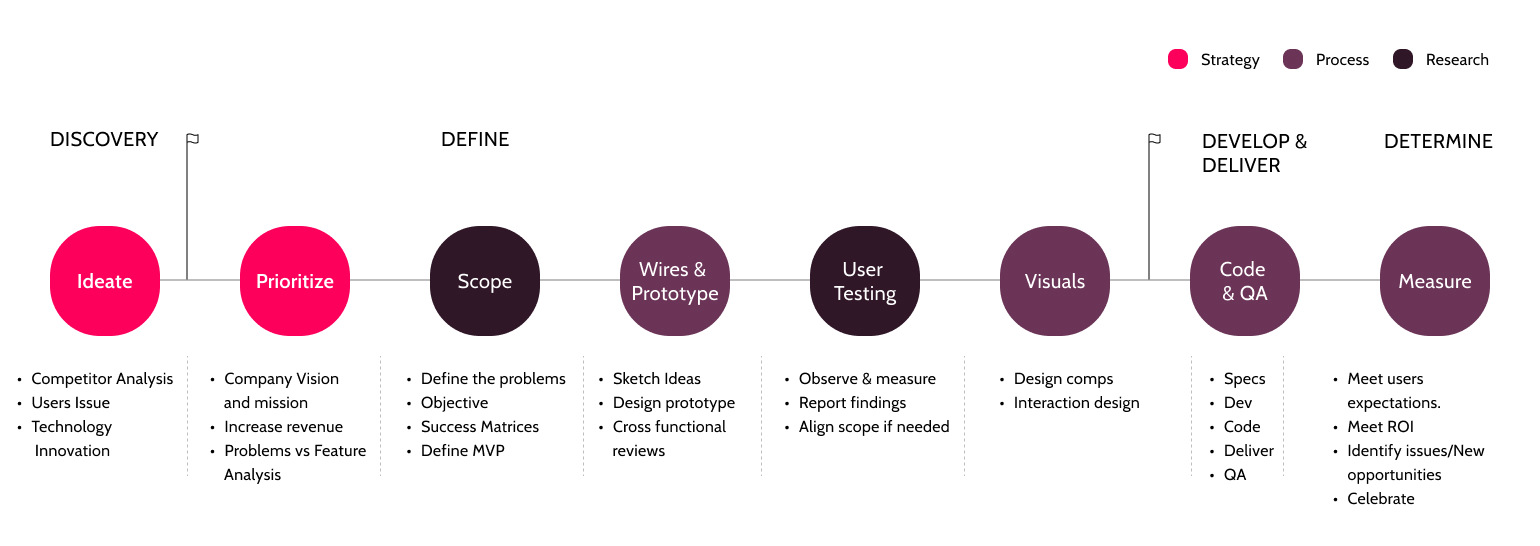 Strategy
Process
Research
DISCOVERY
DEFINE
DEVELOP &
DELIVER
DETERMINE
Ideate
Prioritize
Scope
Wires &
Prototype
User
Testing
Visuals
Code
& QA
Measure
• Competitor Analysis
• Users Issue
• Technology
Innovation
• Company Vision
and mission
• Increase revenue
• Problems vs Feature
Analysis
• Define the problems
• Objective
• Success Matrices
• Define MVP
• Sketch Ideas
• Design prototype
• Cross functional
reviews
• Observe & measure
• Report findings
• Align scope if needed
• Design comps
• Interaction design
• Specs
• Dev
• Code
• Deliver
• QA
• Meet users
expectations.
• Meet ROI
• Identify issues/New
opportunities
• Celebrate